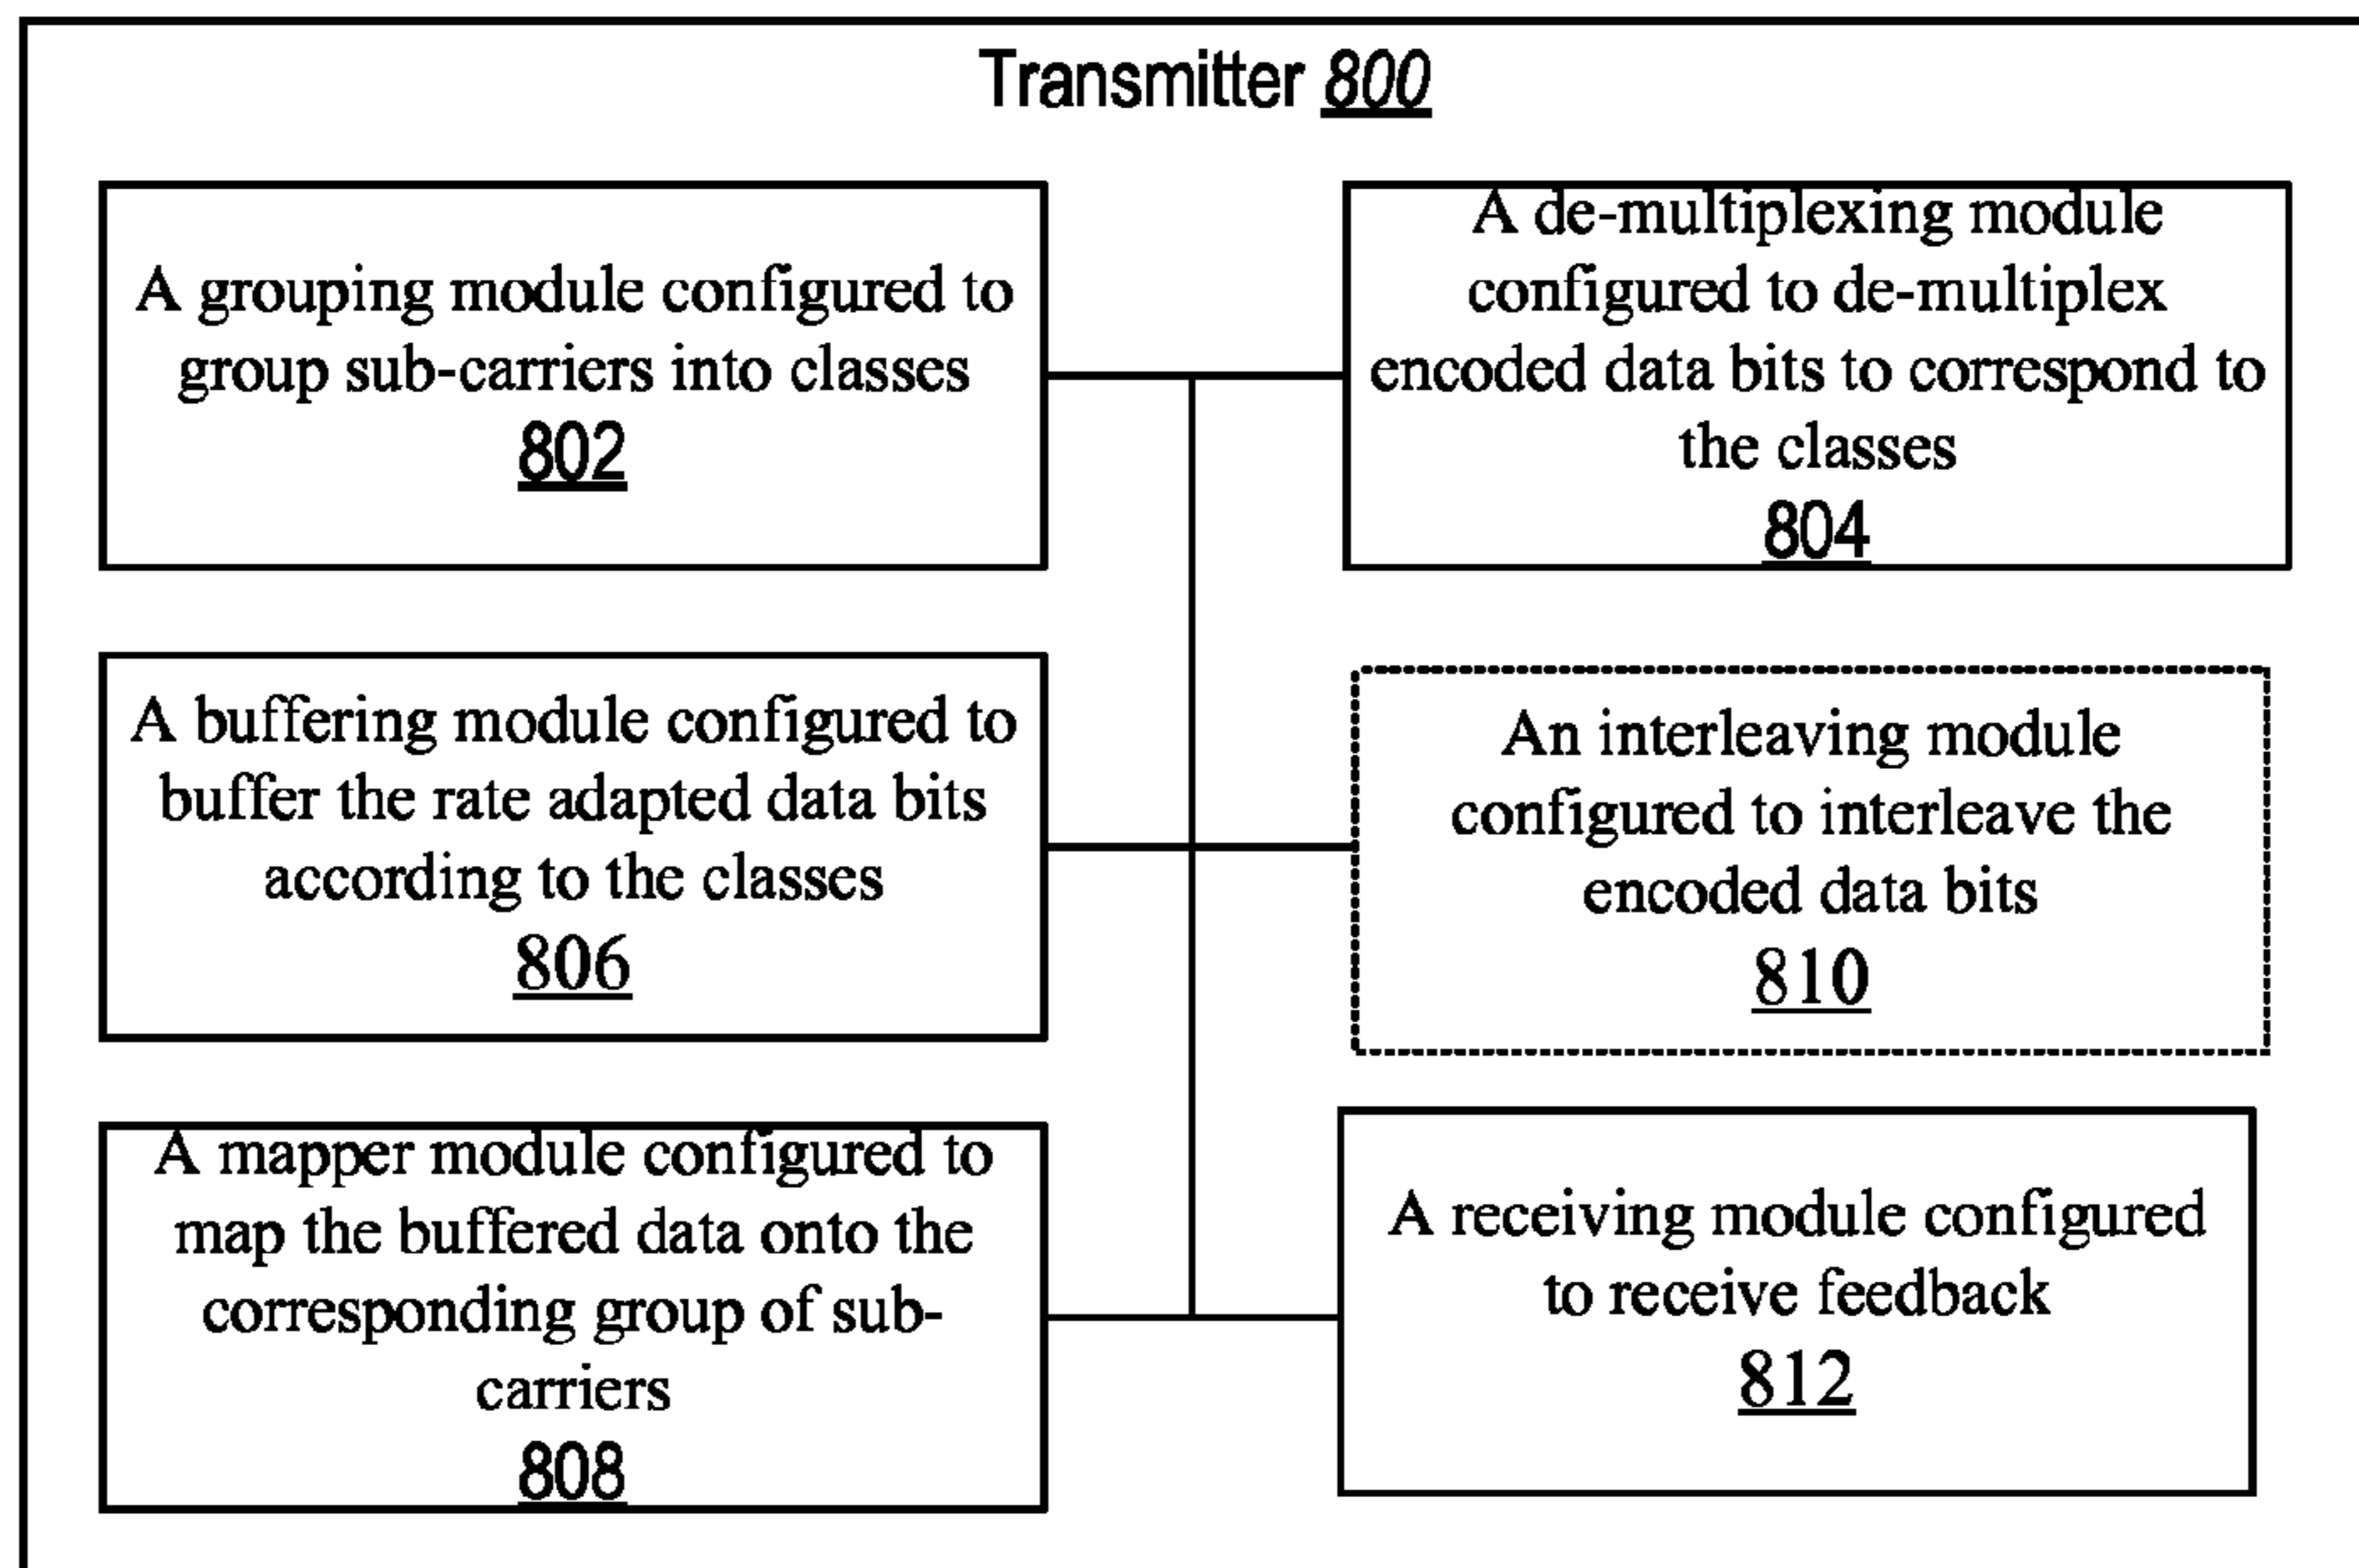 Transmitter 800
A grouping module configured to
group sub-carriers into classes
802
A de-multiplexing module
configured to de-multiplex
encoded data bits to correspond to
the classes
804
A buffering module configured to
buffer the rate adapted data bits
according to the classes
806
An interleaving module
configured to interleave the
encoded data bits
810
A mapper module configured to
map the buffered data onto the
corresponding group of sub-
carriers
808
A receiving module configured
to receive feedback
812